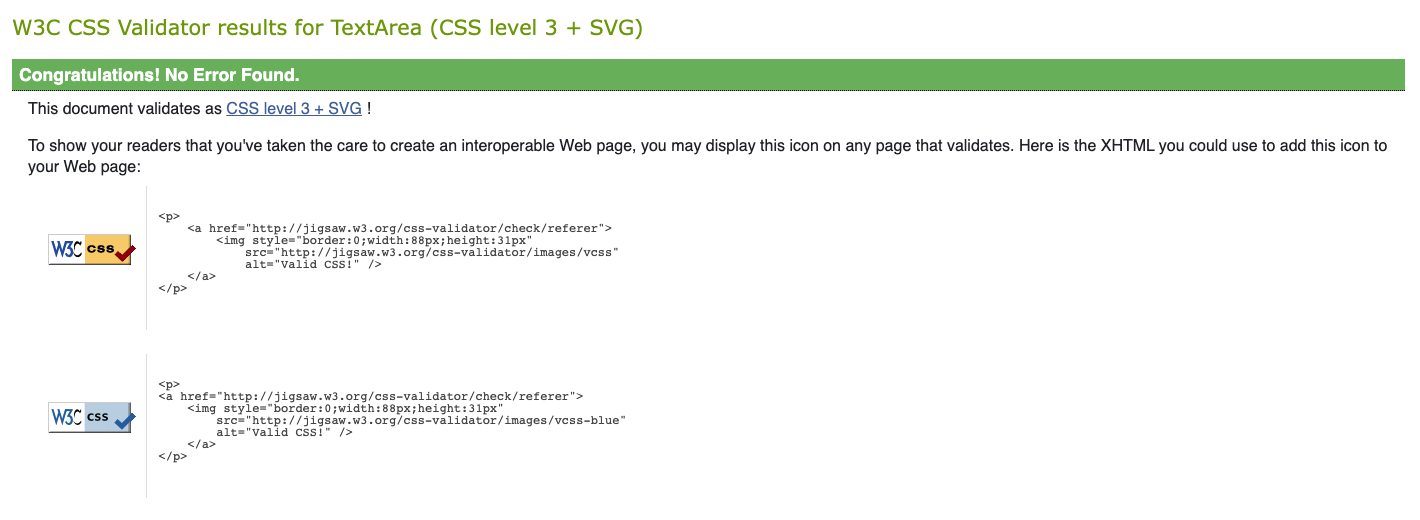 W3C CSS Validator results for TextArea (CSS level 3 + SVG)
Congratulations! No Error Found.
This document validates as CSS level 3 + SVG !
To show your readers that you've taken the care to create an interoperable Web page, you may display this icon on any page that validates. Here is the XHTML you could use to add this icon to
your Web page:
W3C css
<p>
    <a href="http://jigsaw.w3.org/css-validator/check/referer">
        <img style="border:0;width:88px;height:31px"
            src="http://jigsaw.w3.org/css-validator/images/vcss"
            alt="Valid CSS!" />
    </a>
</p>
W3C css
<p>
<a href="http://jigsaw.w3.org/css-validator/check/referer">
    <img style="border:0;width:88px;height:31px"
        src="http://jigsaw.w3.org/css-validator/images/vcss-blue"
        alt="Valid CSS!" />
    </a>
</p>